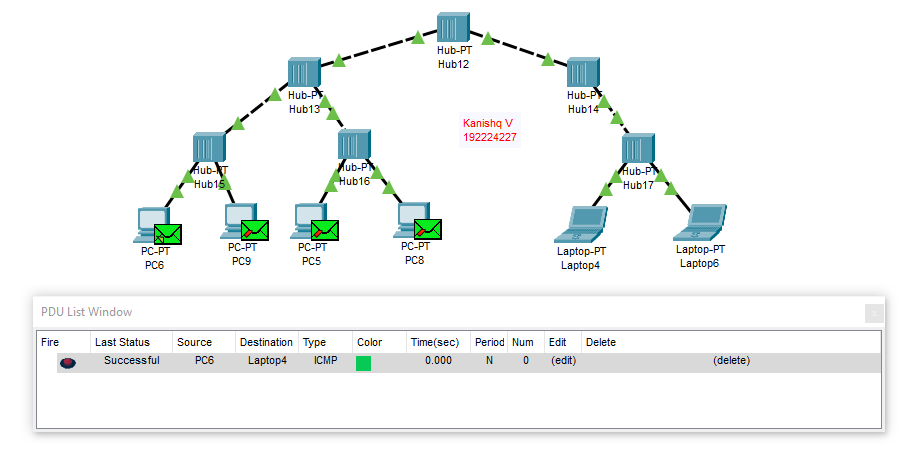 Hub-PT
Hub12
Hub-PT
Hub13
Hub-PT
Hub14
Kanishq V
192224227
Hub-PT
Hub15
Hub-PT
Hub16
Hub-PT
Hub17
PC-PT
PC6
PC-PT
PC9
PC-PT
PC5
PC-PT
PC8
Laptop-PT
Laptop4
Laptop-PT
Laptop6
PDU List Window
x
Fire Last Status Source Destination Type Color Time(sec) Period Num Edit Delete
Successful PC6 Laptop4 ICMP 0.000 N 0 (edit) (delete)